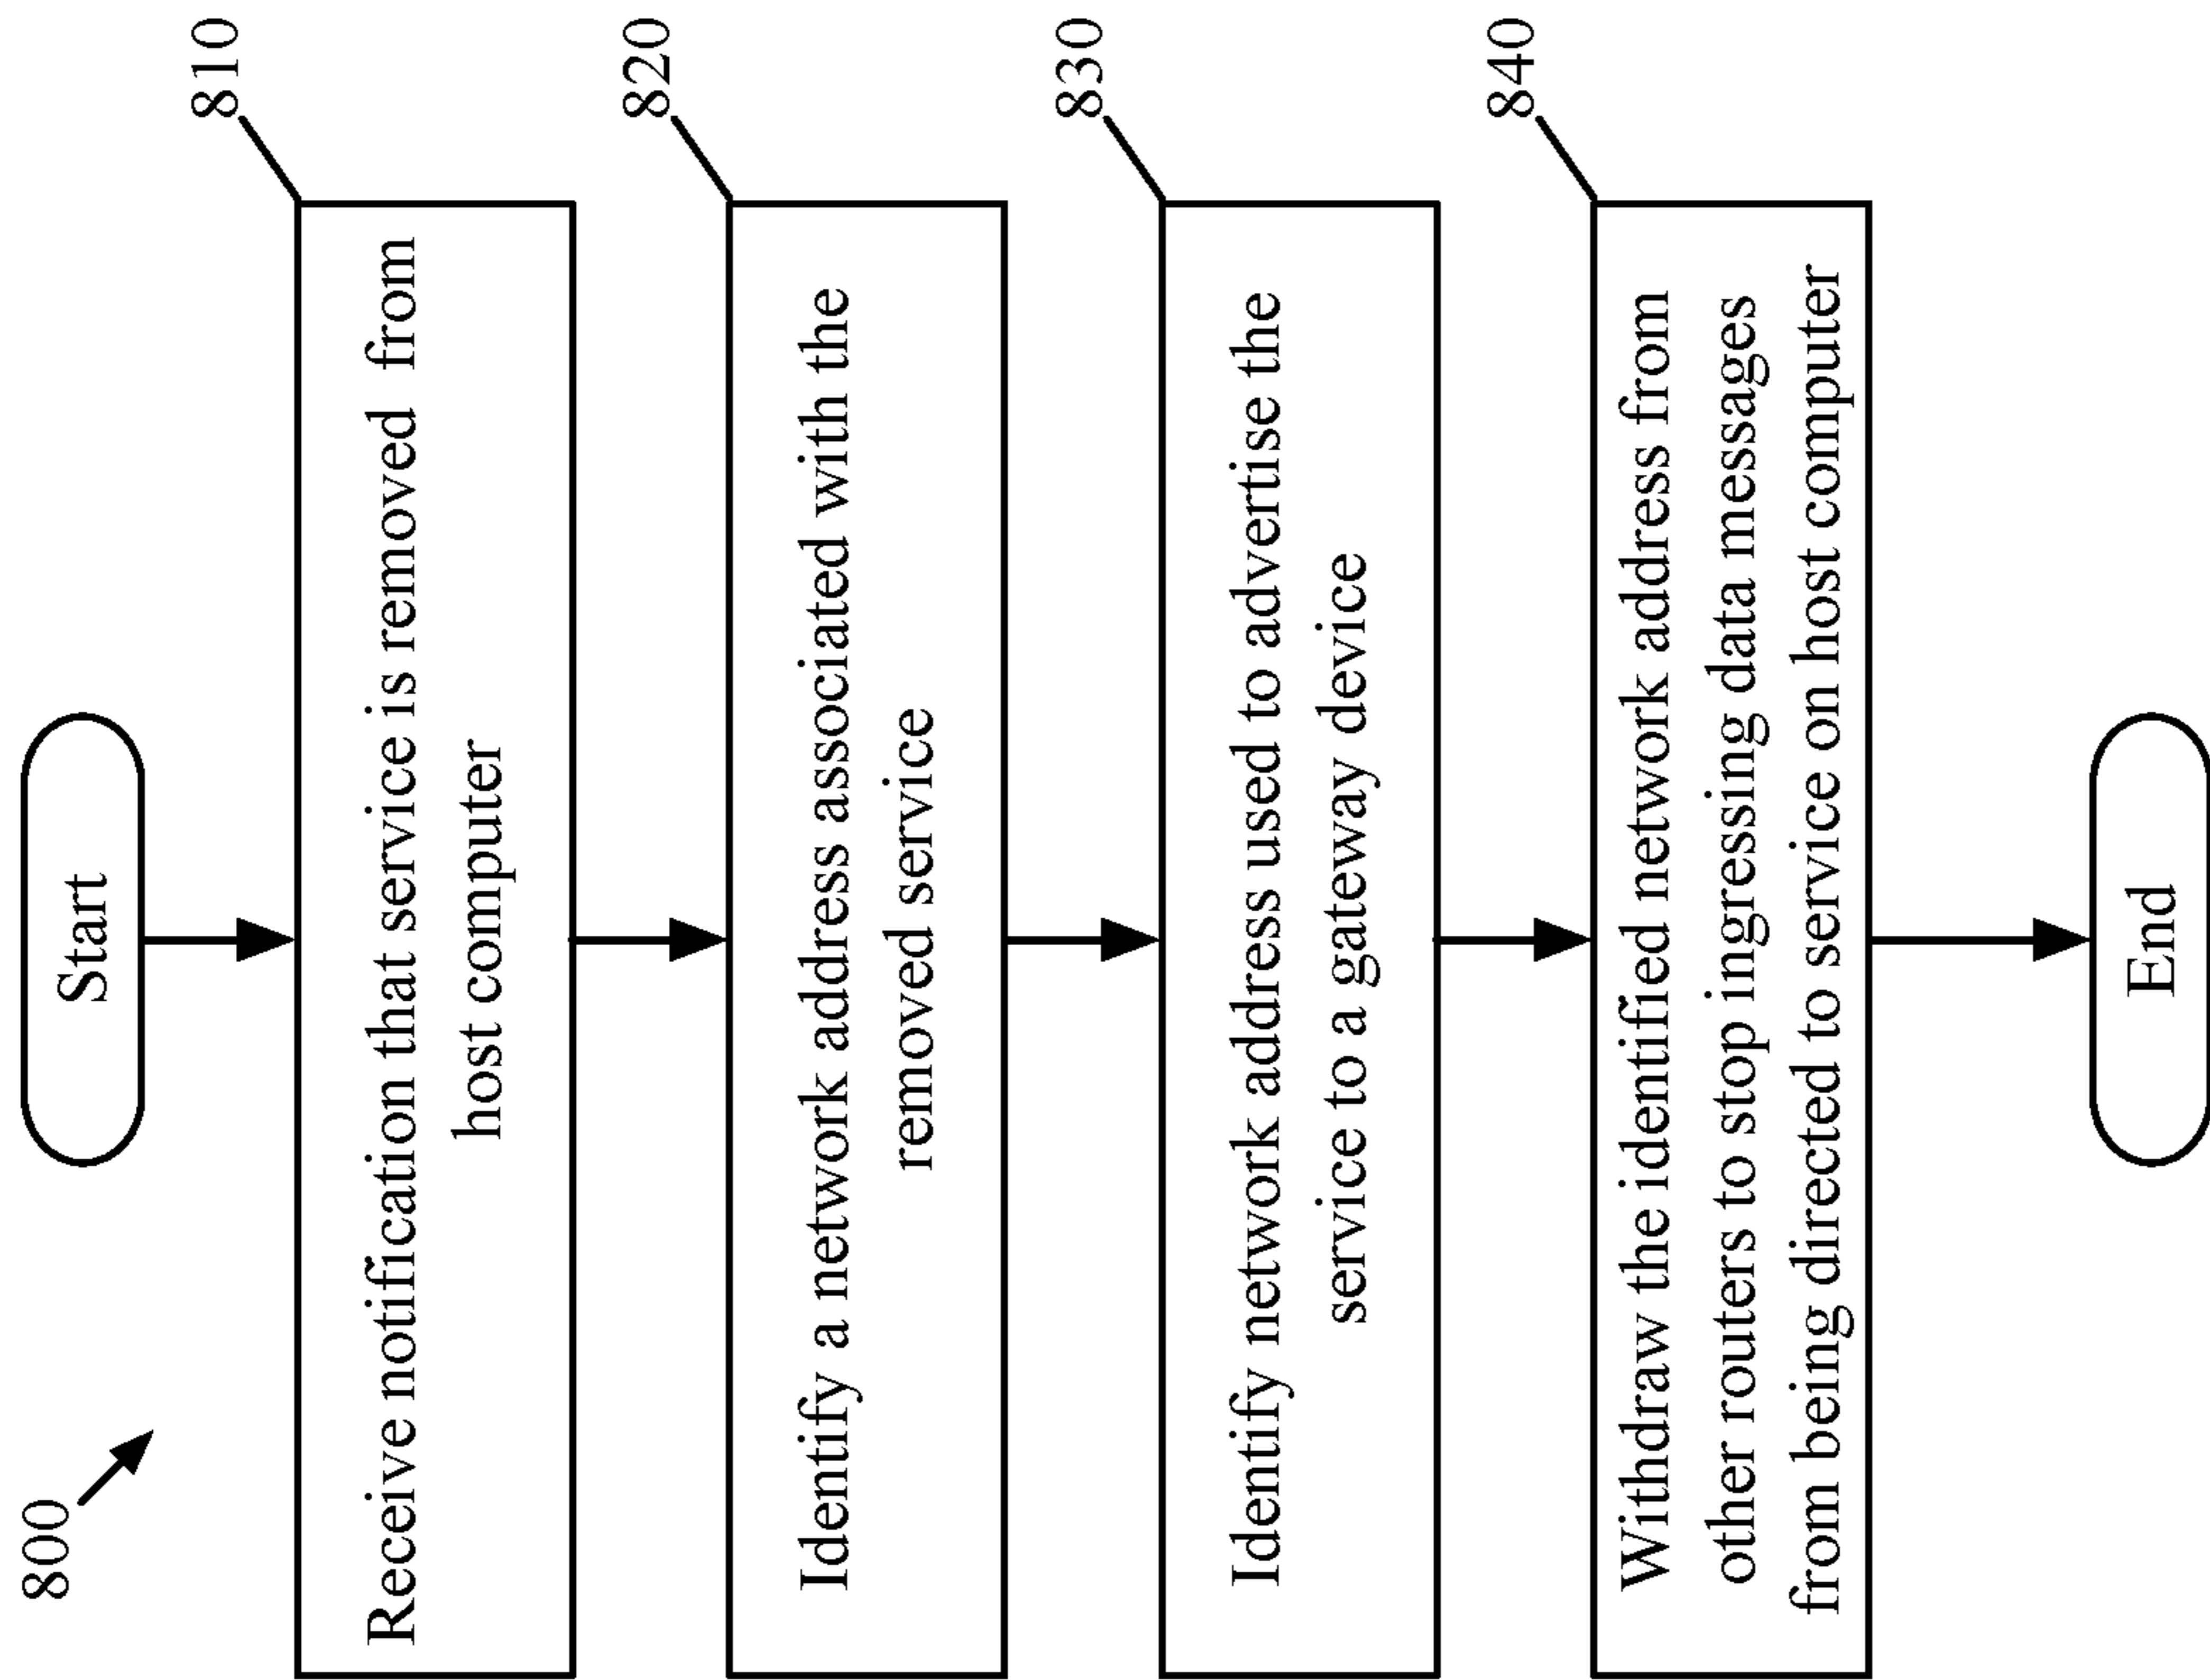 800
Start
810
Receive notification that service is removed from
host computer
820
Identify a network address associated with the
removed service
830
Identify network address used to advertise the
service to a gateway device
840
Withdraw the identified network address from
other routers to stop ingressing data messages
from being directed to service on host computer
End